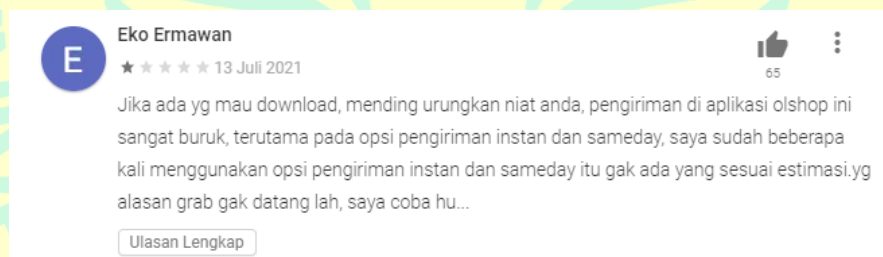 E
Eko Ermawan
13 Juli 2021
65
Jika ada yg mau download, mending urungkan niat anda, pengiriman di aplikasi olshop ini
sangat buruk, terutama pada opsi pengiriman instan dan sameday, saya sudah beberapa
kali menggunakan opsi pengiriman instan dan sameday itu gak ada yang sesuai estimasi.yg
alasan grab gak datang lah, saya coba hu...
Ulasan Lengkap